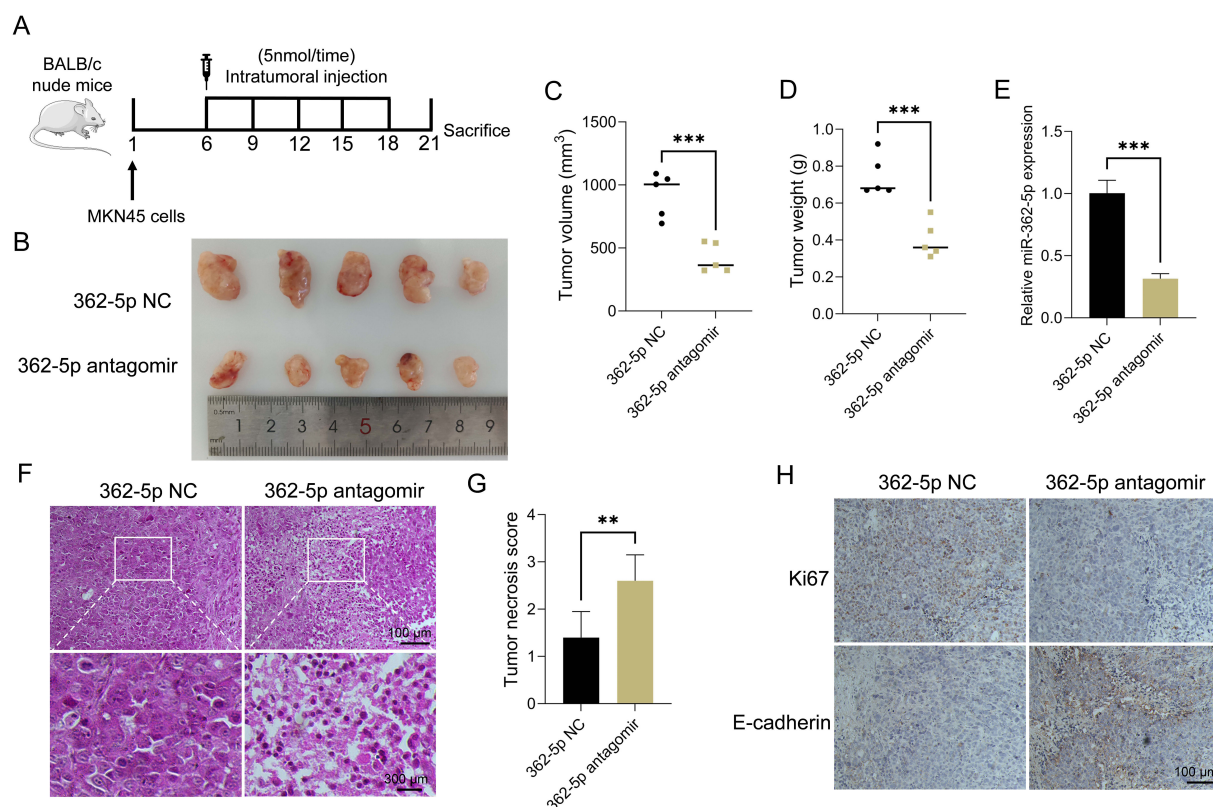 A
BALB/c
nude mice
(5nmol/time)
Intratumoral injection
1 6 9 12 15 18 21
Sacrifice
MKN45 cells
B
362-5p NC
362-5p antagomir
0.5mm
1 2 3 4 5 6 7 8 9
mm
C
Tumor volume (mm³)
1500
1000
500
0
***
362-5p NC
362-5p antagomir
D
Tumor weight (g)
1.0
0.8
0.6
0.4
0.2
0.0
***
362-5p NC
362-5p antagomir
E
Relative miR-362-5p expression
1.5
1.0
0.5
0.0
***
362-5p NC
362-5p antagomir
F
362-5p NC
362-5p antagomir
100 μm
300 μm
G
Tumor necrosis score
4
3
2
1
0
**
362-5p NC
362-5p antagomir
H
362-5p NC
362-5p antagomir
Ki67
E-cadherin
100 μm